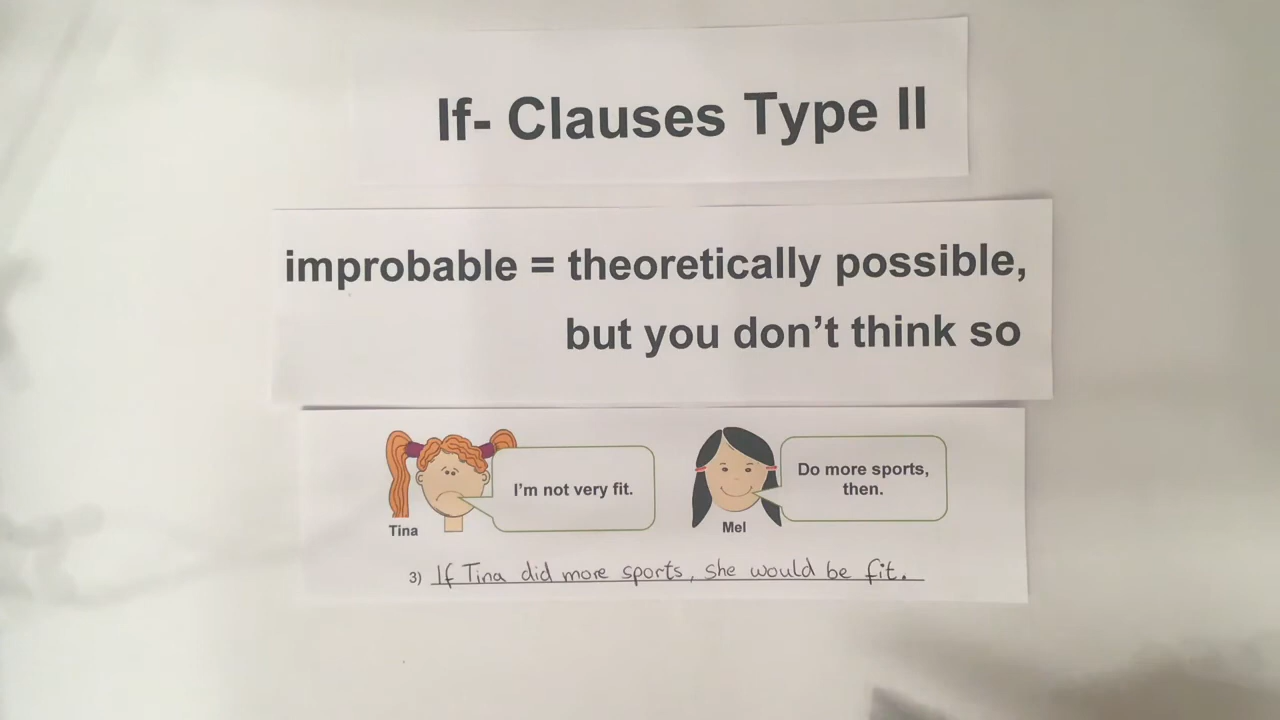 If- Clauses Type II
improbable = theoretically possible,
but you don't think so
I'm not very fit.
Tina
Do more sports,
then.
Mel
3) If Tina did more sports, she would be fit.